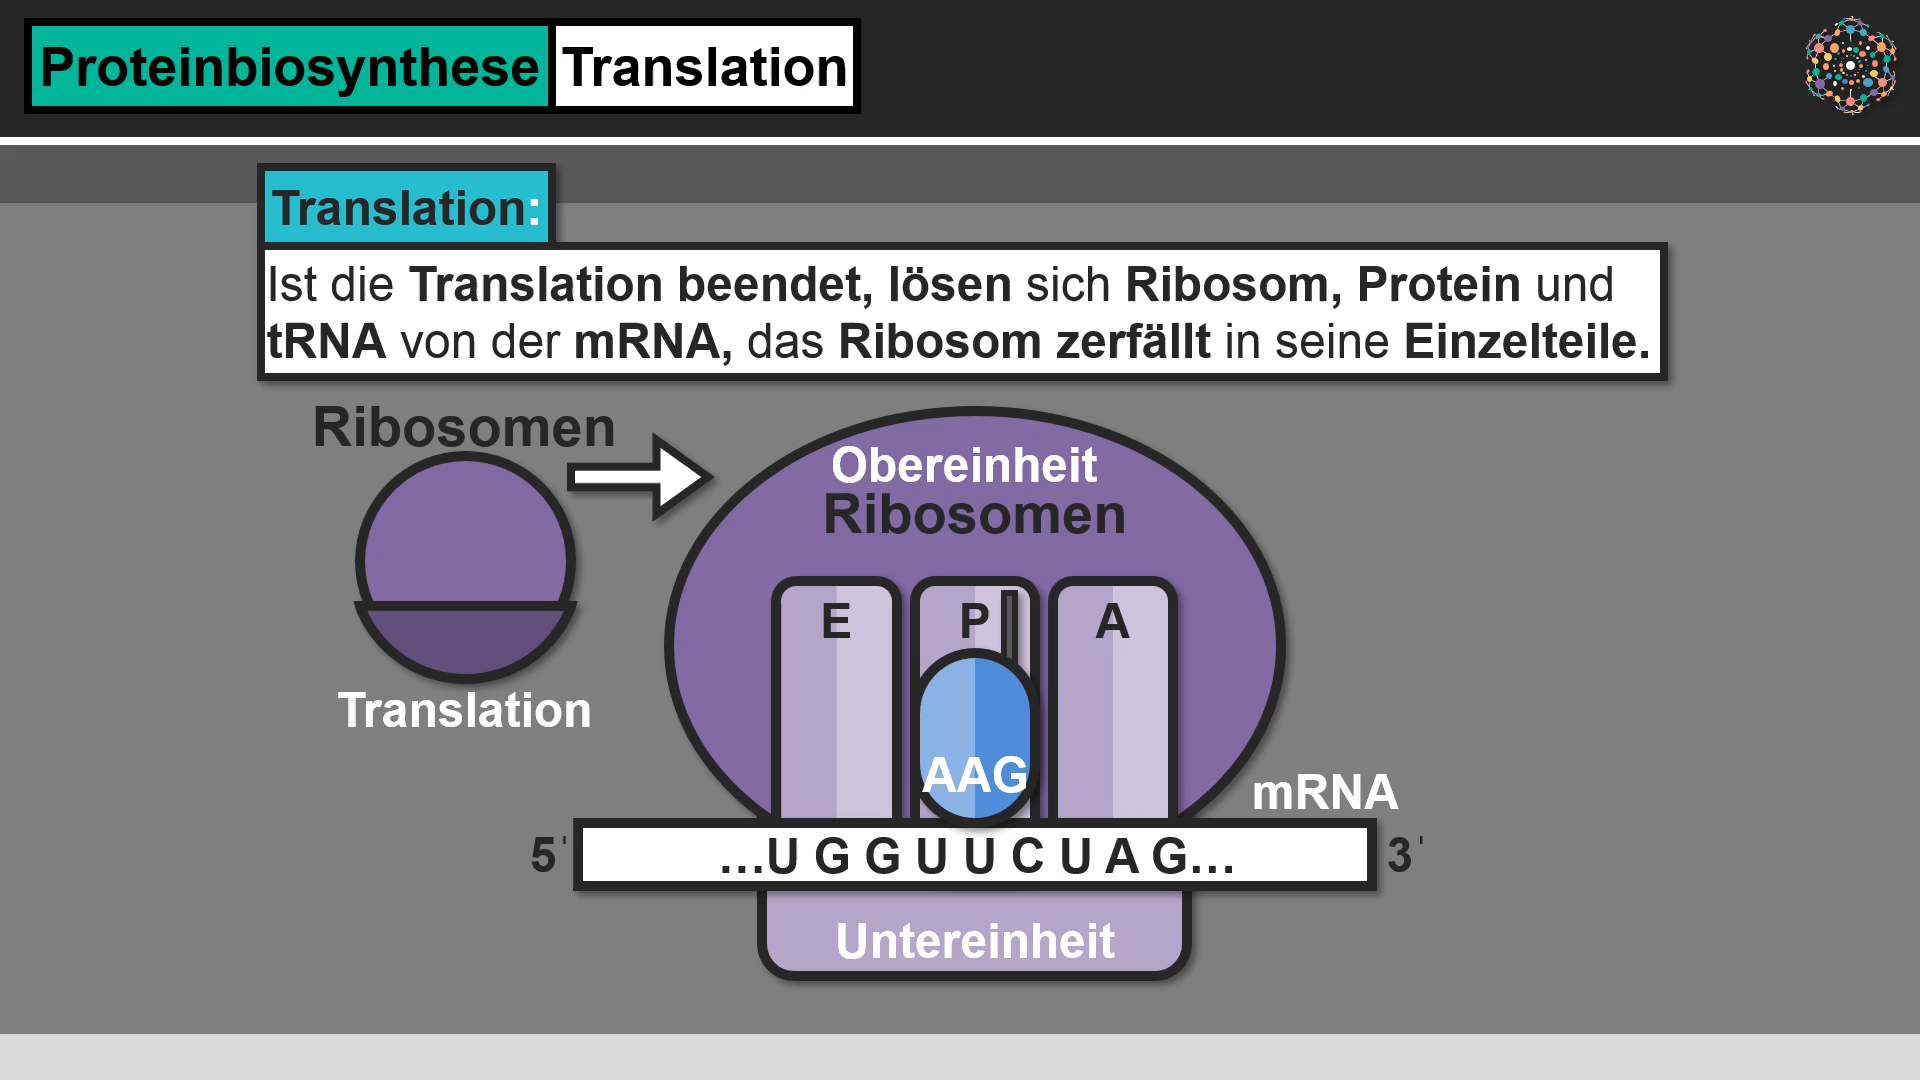 Proteinbiosynthese Translation
Translation:
Ist die Translation beendet, lösen sich Ribosom, Protein und
tRNA von der mRNA, das Ribosom zerfällt in seine Einzelteile.
Ribosomen
Translation
Obereinheit
Ribosomen
E P A
AAG
mRNA
5' ...U G G U U C U A G... 3'
Untereinheit